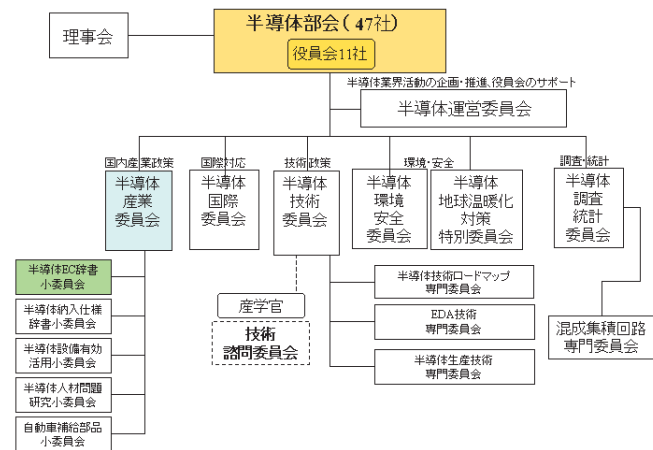 半導体部会(47社)
役員会11社
理事会
半導体業界活動の企画・推進、役員会のサポート
半導体運営委員会
国内産業政策
国際対応
技術政策
環境・安全
調査・統計
半導体
産業
委員会
半導体
国際
委員会
半導体
技術
委員会
半導体
環境
安全
委員会
半導体
地球温暖化
対策
特別委員会
半導体
調査
統計
委員会
半導体EC辞書
小委員会
半導体納入仕様
辞書小委員会
半導体設備有効
活用小委員会
半導体人材問題
研究小委員会
自動車補給部品
小委員会
産学官
技術
諮問委員会
半導体技術ロードマップ
専門委員会
EDA技術
専門委員会
半導体生産技術
専門委員会
混成集積回路
専門委員会